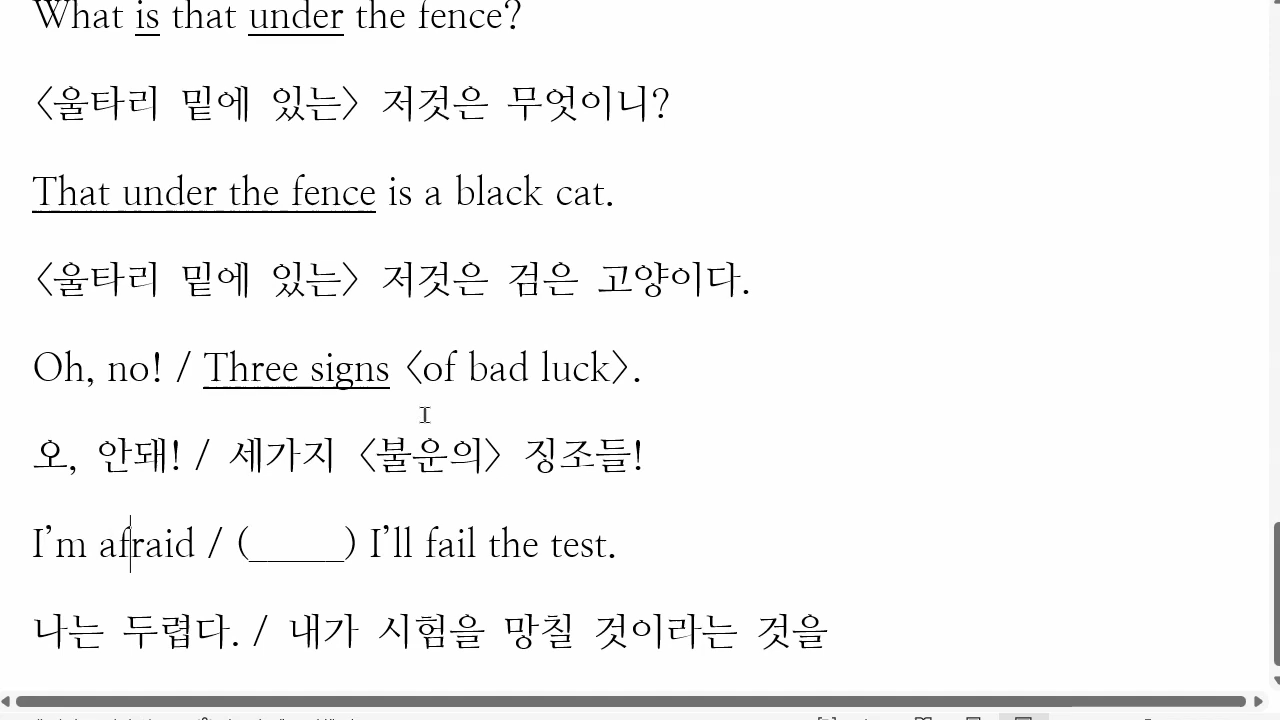 What is that under the fence?
〈울타리 밑에 있는〉 저것은 무엇이니?
That under the fence is a black cat.
〈울타리 밑에 있는〉 저것은 검은 고양이다.
Oh, no! / Three signs 〈of bad luck〉.
오, 안돼! / 세가지 〈불운의〉 징조들!
I’m afraid / (_____) I’ll fail the test.
나는 두렵다. / 내가 시험을 망칠 것이라는 것을